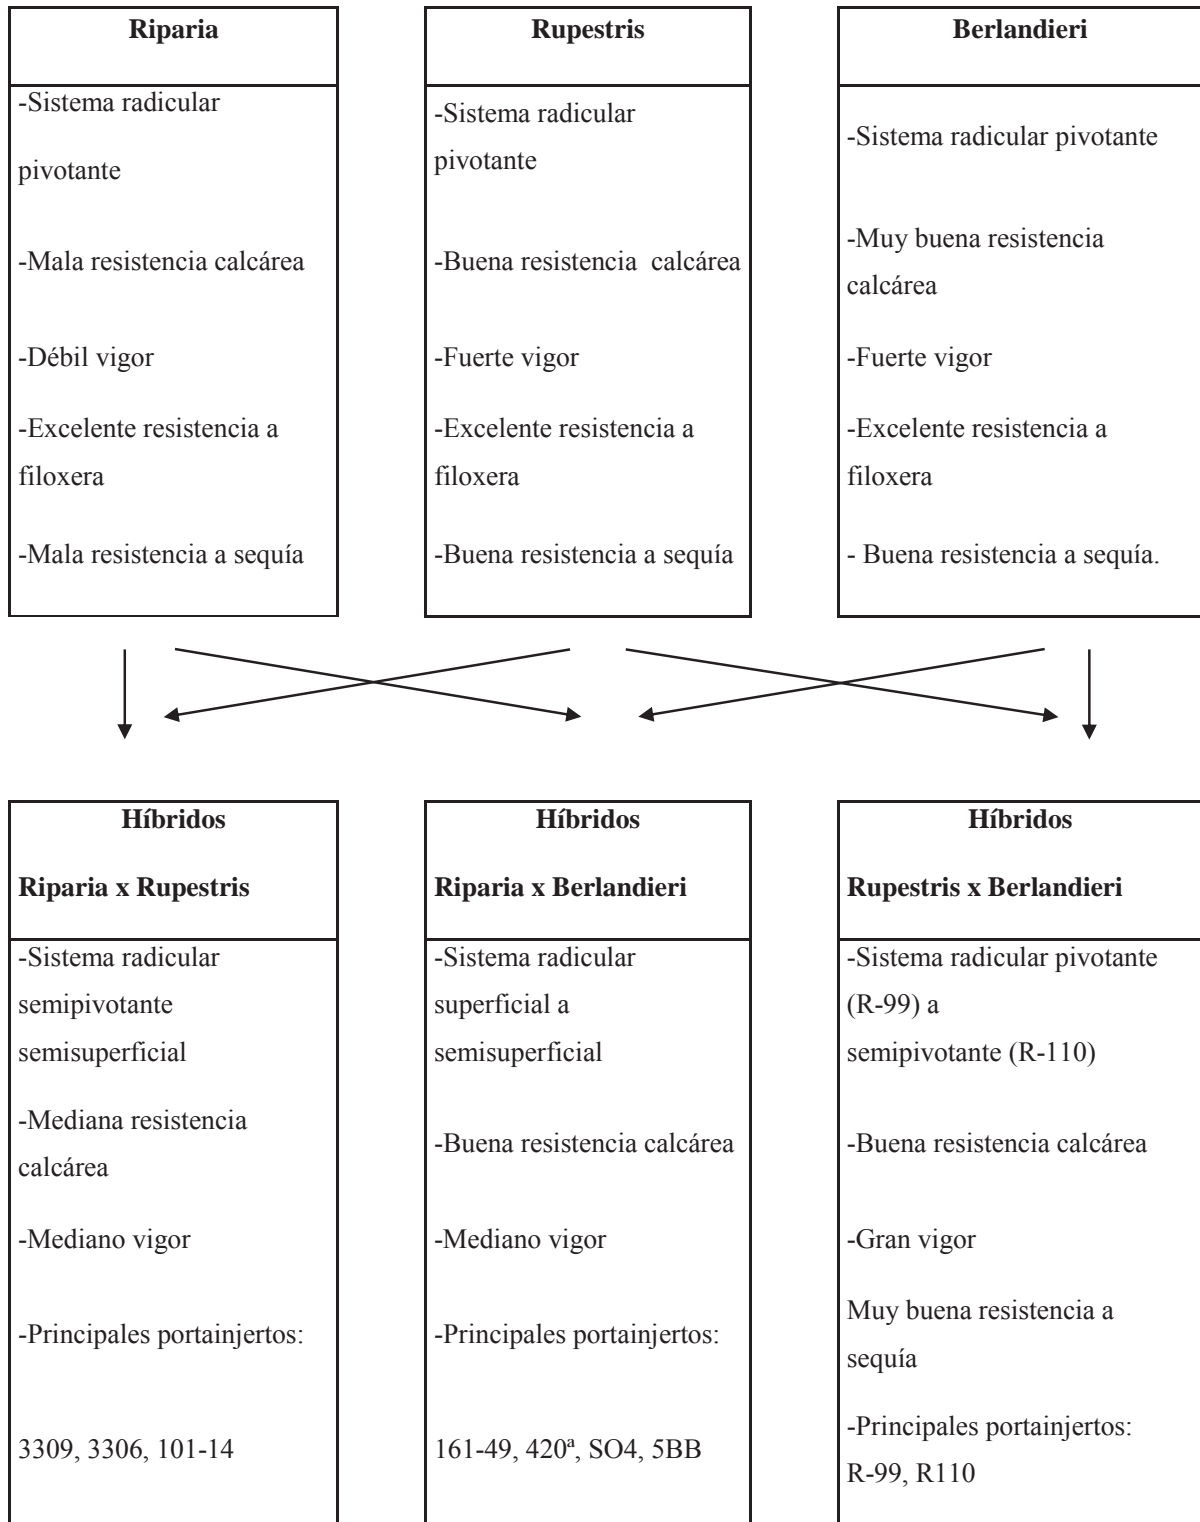 Riparia
-Sistema radicular
pivotante
-Mala resistencia calcárea
-Débil vigor
-Excelente resistencia a
filoxera
-Mala resistencia a sequía
Rupestris
-Sistema radicular
pivotante
-Buena resistencia calcárea
-Fuerte vigor
-Excelente resistencia a
filoxera
-Buena resistencia a sequía
Berlandieri
-Sistema radicular pivotante
-Muy buena resistencia
calcárea
-Fuerte vigor
-Excelente resistencia a
filoxera
- Buena resistencia a sequía.
Híbridos
Riparia x Rupestris
-Sistema radicular
semipivotante
semisuperficial
-Mediana resistencia
calcárea
-Mediano vigor
-Principales portainjertos:
3309, 3306, 101-14
Híbridos
Riparia x Berlandieri
-Sistema radicular
superficial a
semisuperficial
-Buena resistencia calcárea
-Mediano vigor
-Principales portainjertos:
161-49, 420ª, SO4, 5BB
Híbridos
Rupestris x Berlandieri
-Sistema radicular pivotante
(R-99) a
semipivotante (R-110)
-Buena resistencia calcárea
-Gran vigor
Muy buena resistencia a
sequía
-Principales portainjertos:
R-99, R110